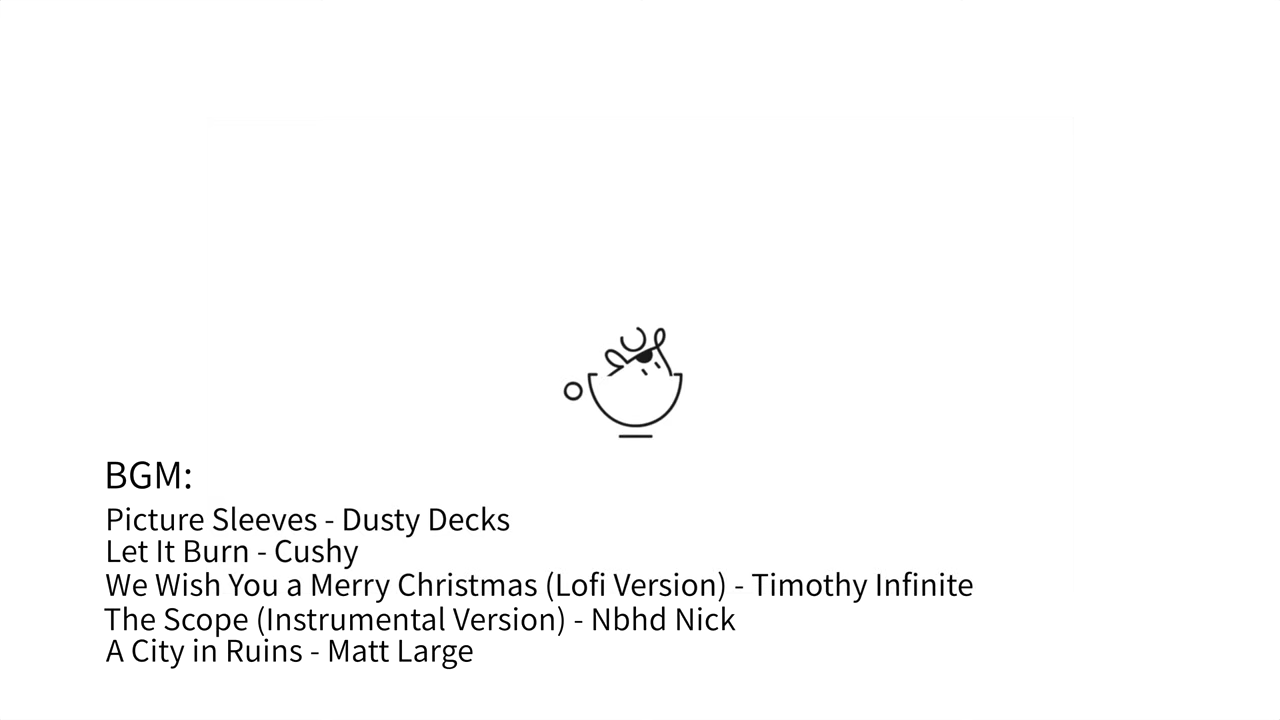 BGM:
Picture Sleeves - Dusty Decks
Let It Burn - Cushy
We Wish You a Merry Christmas (Lofi Version) - Timothy Infinite
The Scope (Instrumental Version) - Nbhd Nick
A City in Ruins - Matt Large